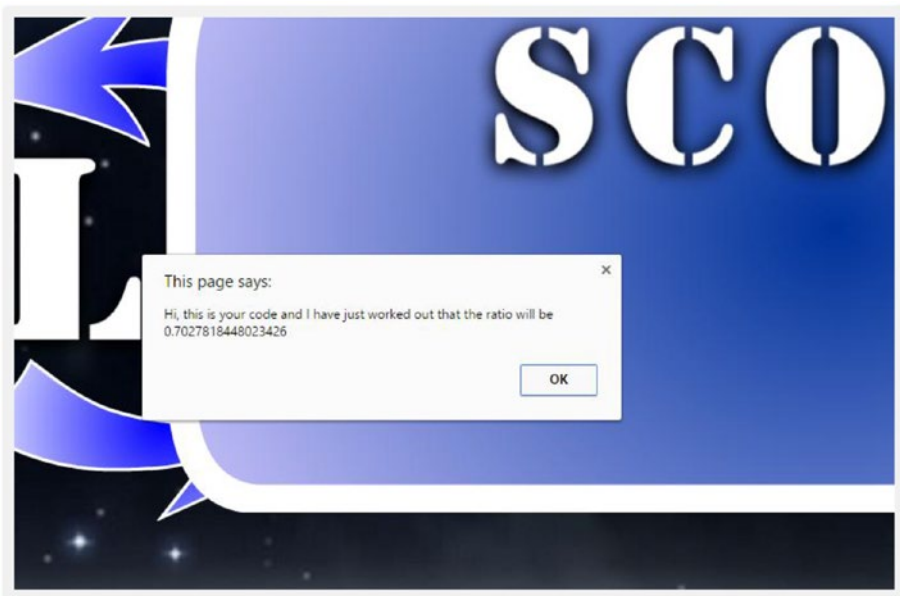 SCO
L
This page says:
Hi, this is your code and I have just worked out that the ratio will be
0.7027818448023426
OK